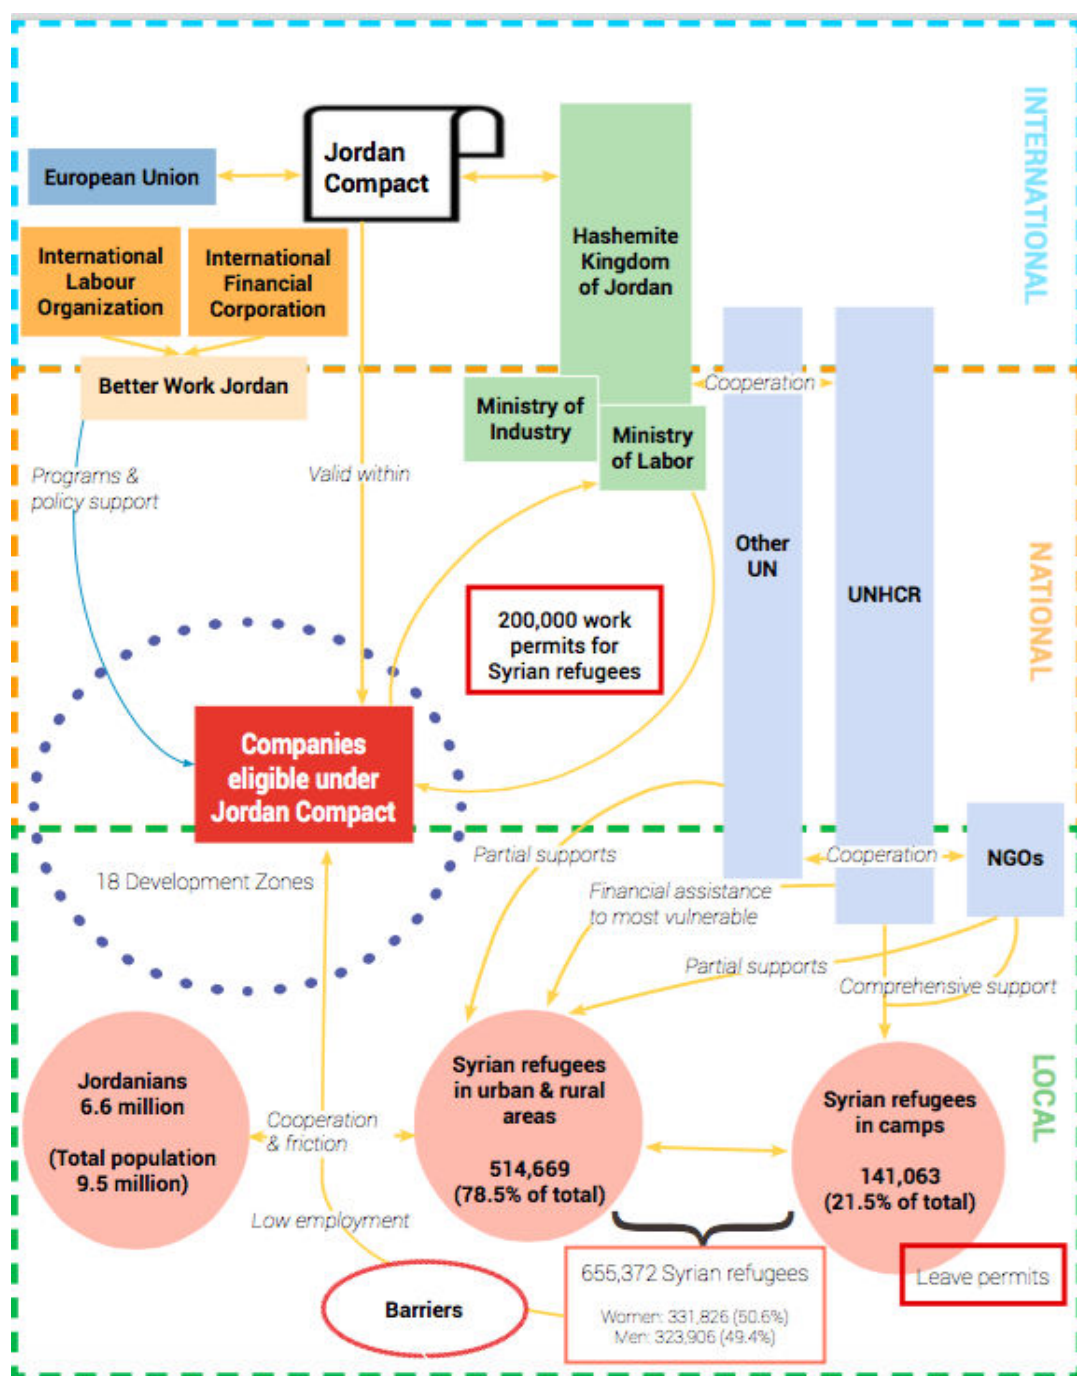 INTERNATIONAL
Jordan
Compact
European Union
Hashemite
Kingdom
of Jordan
International
Labour
Organization
International
Financial
Corporation
Better Work Jordan
Cooperation
Ministry of
Industry
Ministry
of Labor
Programs &
policy support
Valid within
NATIONAL
Other
UN
UNHCR
200,000 work
permits for
Syrian refugees
Companies
eligible under
Jordan Compact
Partial supports
Cooperation
NGOs
18 Development Zones
Financial assistance
to most vulnerable
Partial supports
Comprehensive support
LOCAL
Jordanians
6.6 million
(Total population
9.5 million)
Cooperation
& friction
Syrian refugees
in urban & rural
areas
514,669
(78.5% of total)
Syrian refugees
in camps
141,063
(21.5% of total)
Low employment
Leave permits
Barriers
655,372 Syrian refugees
Women: 331,826 (50.6%)
Men: 323,906 (49.4%)